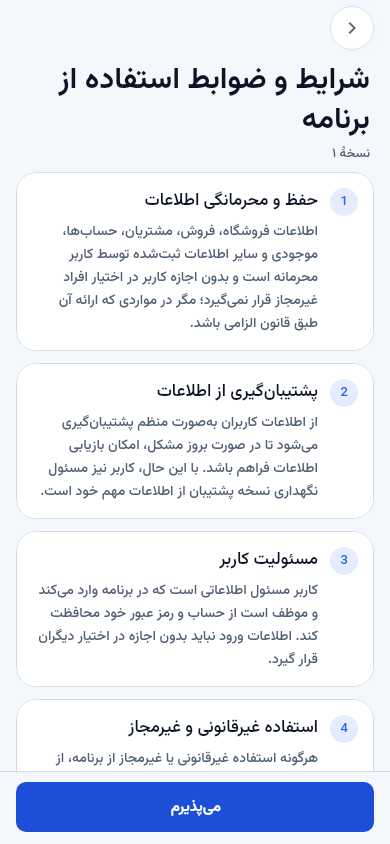 شرایط و ضوابط استفاده از
برنامه
نسخهٔ ۱
1
حفظ و محرمانگی اطلاعات
اطلاعات فروشگاه، فروش، مشتریان، حساب‌ها،
موجودی و سایر اطلاعات ثبت‌شده توسط کاربر
محرمانه است و بدون اجازه کاربر در اختیار افراد
غیرمجاز قرار نمی‌گیرد؛ مگر در مواردی که ارائه آن
طبق قانون الزامی باشد.
2
پشتیبان‌گیری از اطلاعات
از اطلاعات کاربران به‌صورت منظم پشتیبان‌گیری
می‌شود تا در صورت بروز مشکل، امکان بازیابی
اطلاعات فراهم باشد. با این حال، کاربر نیز مسئول
نگهداری نسخه پشتیبان از اطلاعات مهم خود است.
3
مسئولیت کاربر
کاربر مسئول اطلاعاتی است که در برنامه وارد می‌کند
و موظف است از حساب و رمز عبور خود محافظت
کند. اطلاعات ورود نباید بدون اجازه در اختیار دیگران
قرار گیرد.
4
استفاده غیرقانونی و غیرمجاز
هرگونه استفاده غیرقانونی یا غیرمجاز از برنامه، از
می‌پذیرم